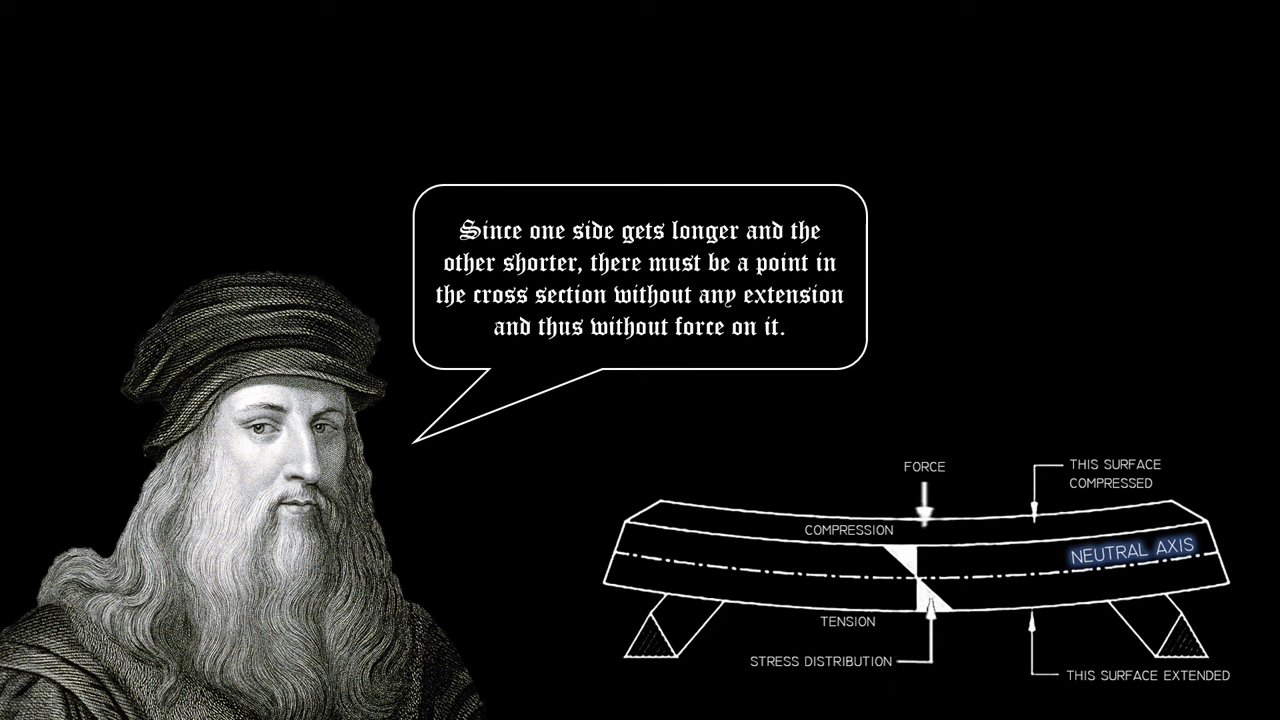 Since one side gets longer and the
other shorter, there must be a point in
the cross section without any extension
and thus without force on it.
FORCE
THIS SURFACE
COMPRESSED
COMPRESSION
NEUTRAL AXIS
TENSION
STRESS DISTRIBUTION
THIS SURFACE EXTENDED